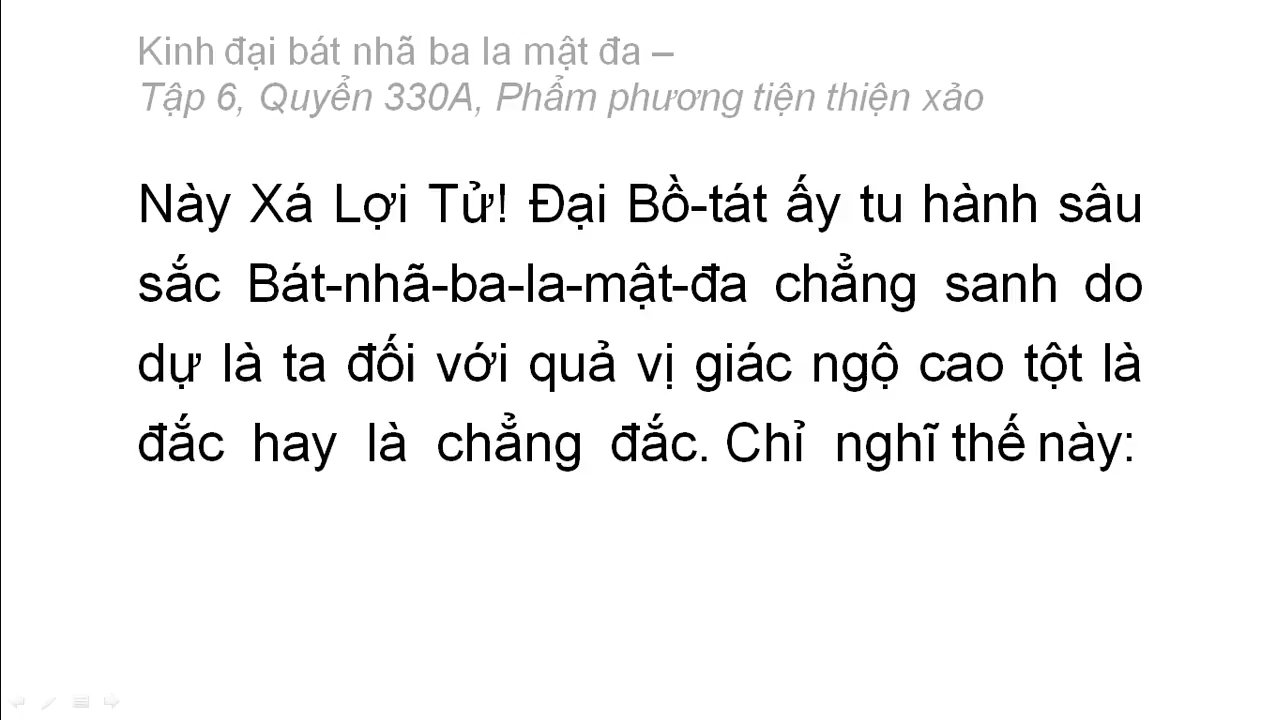 Kinh đại bát nhã ba la mật đa –
Tập 6, Quyển 330A, Phẩm phương tiện thiện xảo
Này Xá Lợi Tử! Đại Bồ-tát ấy tu hành sâu
sắc Bát-nhã-ba-la-mật-đa chẳng sanh do
dự là ta đối với quả vị giác ngộ cao tột là
đắc hay là chẳng đắc. Chỉ nghĩ thế này: